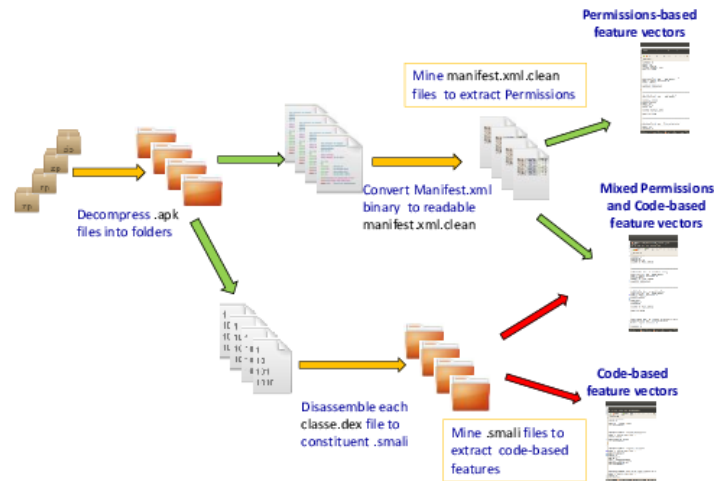 Permissions-based
feature vectors
Mine manifest.xml.clean
files to extract Permissions
Decompress .apk
files into folders
Convert Manifest.xml
binary to readable
manifest.xml.clean
Mixed Permissions
and Code-based
feature vectors
Disassemble each
classe.dex file to
constituent .smali
Mine .smali files to
extract code-based
features
Code-based
feature vectors